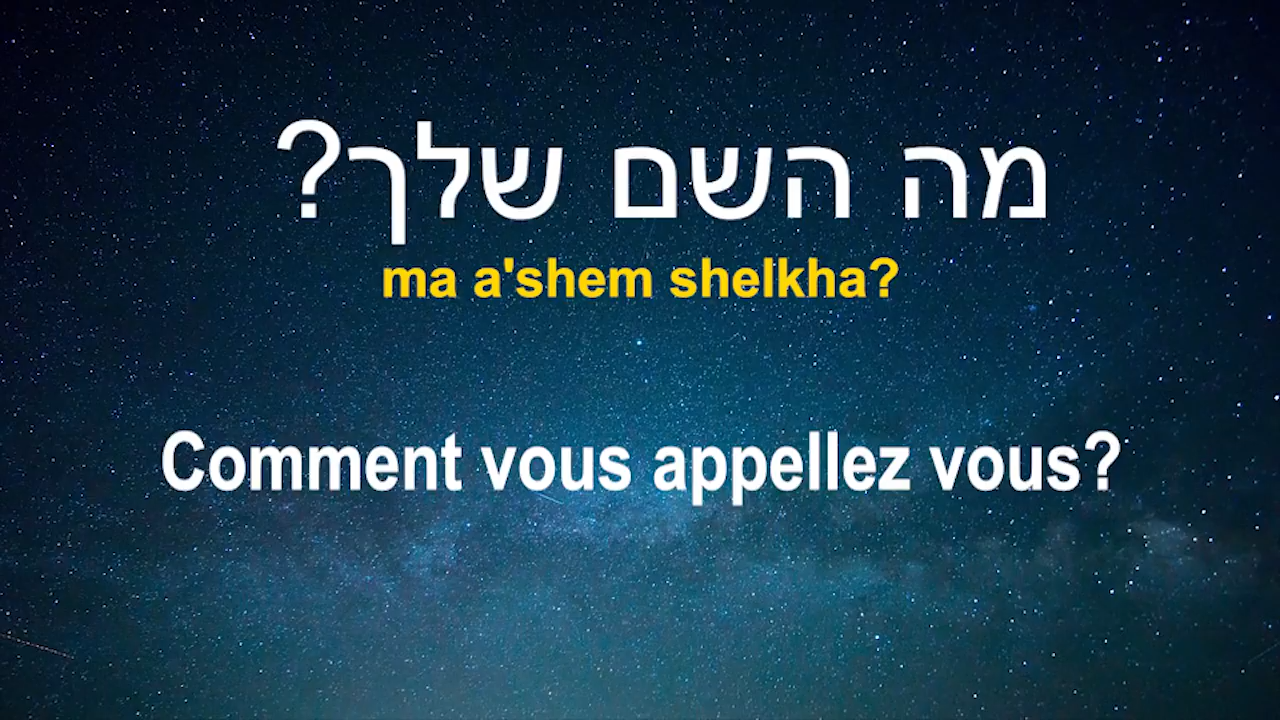 מה השם שלך?
ma a'shem shelkha?
Comment vous appellez vous?